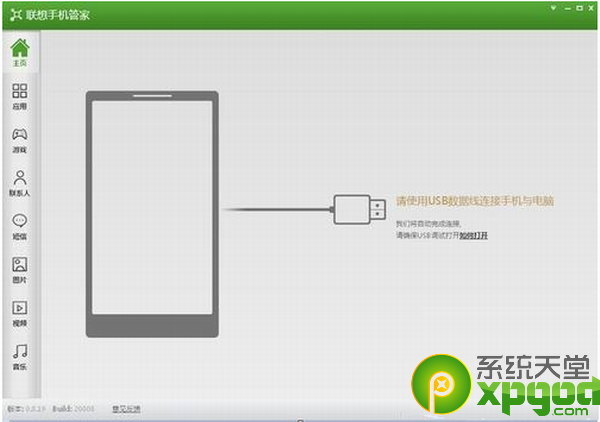 联想手机管家
主页
应用
游戏
联系人
短信
图片
视频
音乐
请使用USB数据线连接手机与电脑
我们将自动完成连接,
请确保USB调试打开如何打开
系统天堂
xpgod
.com
版本: 0.8.19 Build: 20008 意见反馈